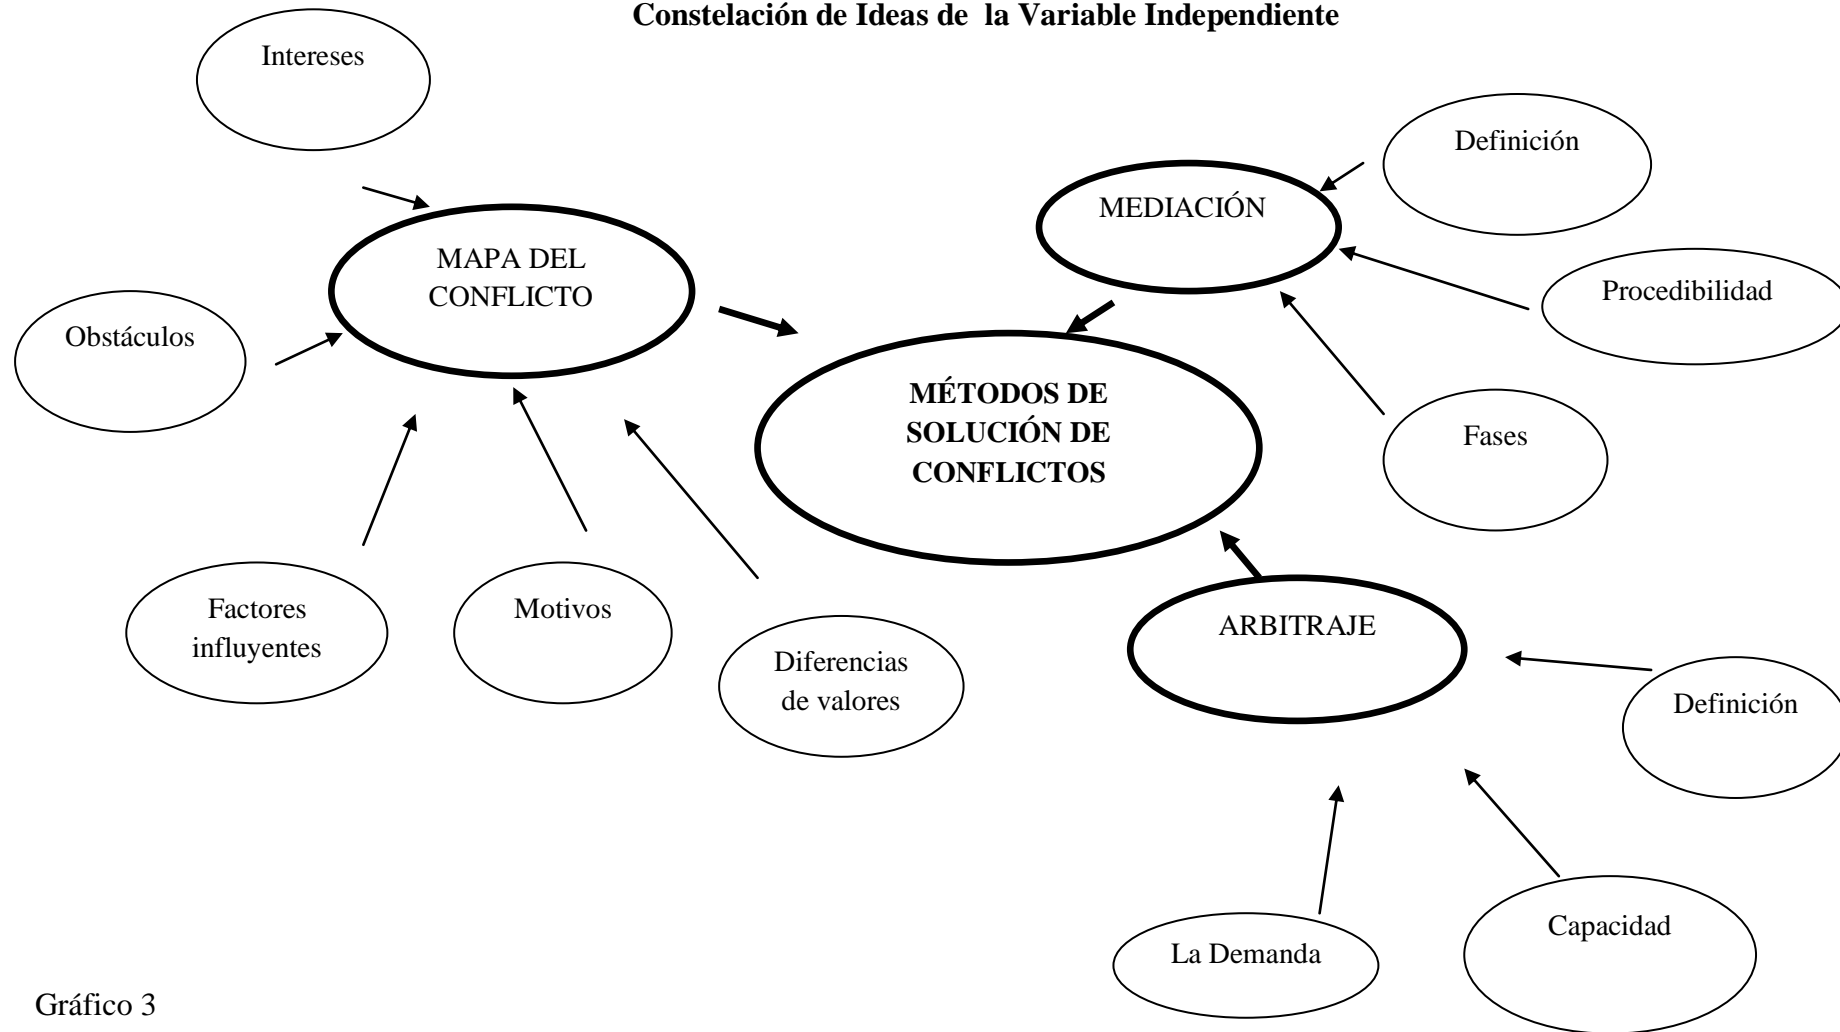 Constelación de Ideas de la Variable Independiente
Intereses
Definición
MEDIACIÓN
MAPA DEL
CONFLICTO
Procedibilidad
Obstáculos
MÉTODOS DE
SOLUCIÓN DE
CONFLICTOS
Fases
Factores
influyentes
Motivos
Diferencias
de valores
ARBITRAJE
Definición
La Demanda
Capacidad
Gráfico 3